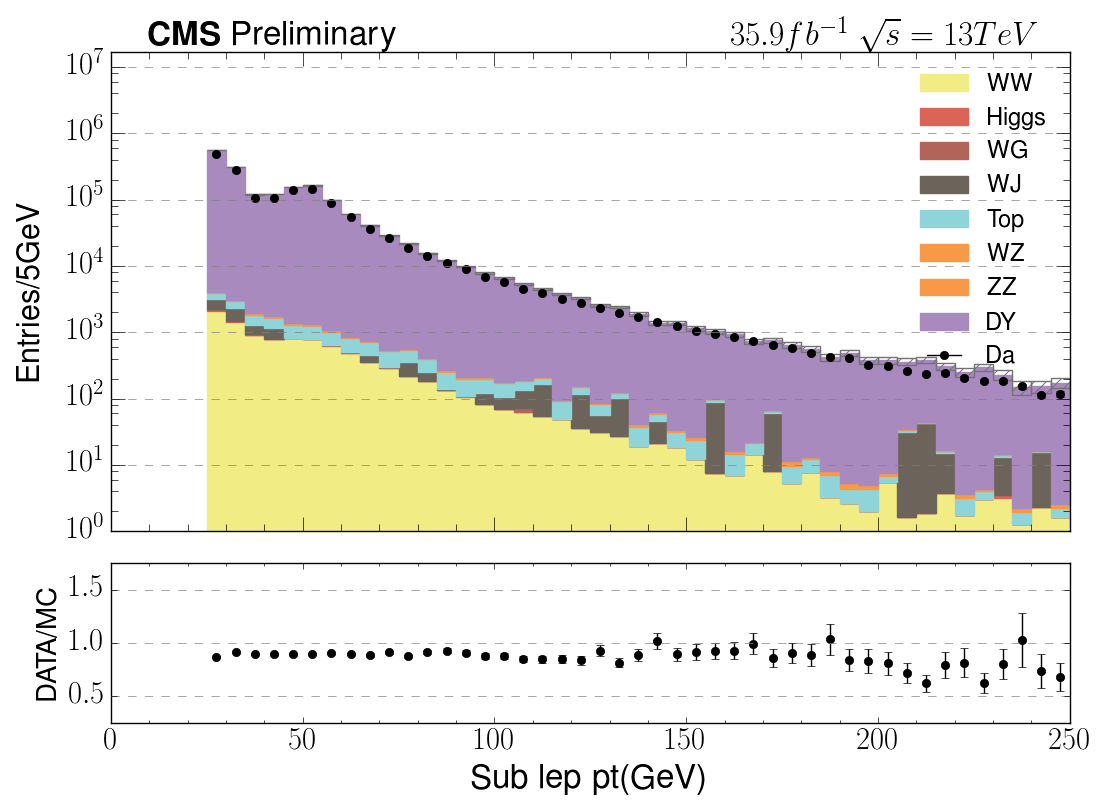 CMS Preliminary 35.9fb⁻¹ √s = 13TeV
10⁷
10⁶
10⁵
10⁴
10³
10²
10¹
10⁰
Entries/5GeV
WW
Higgs
WG
WJ
Top
WZ
ZZ
DY
Da
1.5
1.0
0.5
DATA/MC
0 50 100 150 200 250
Sub lep pt(GeV)